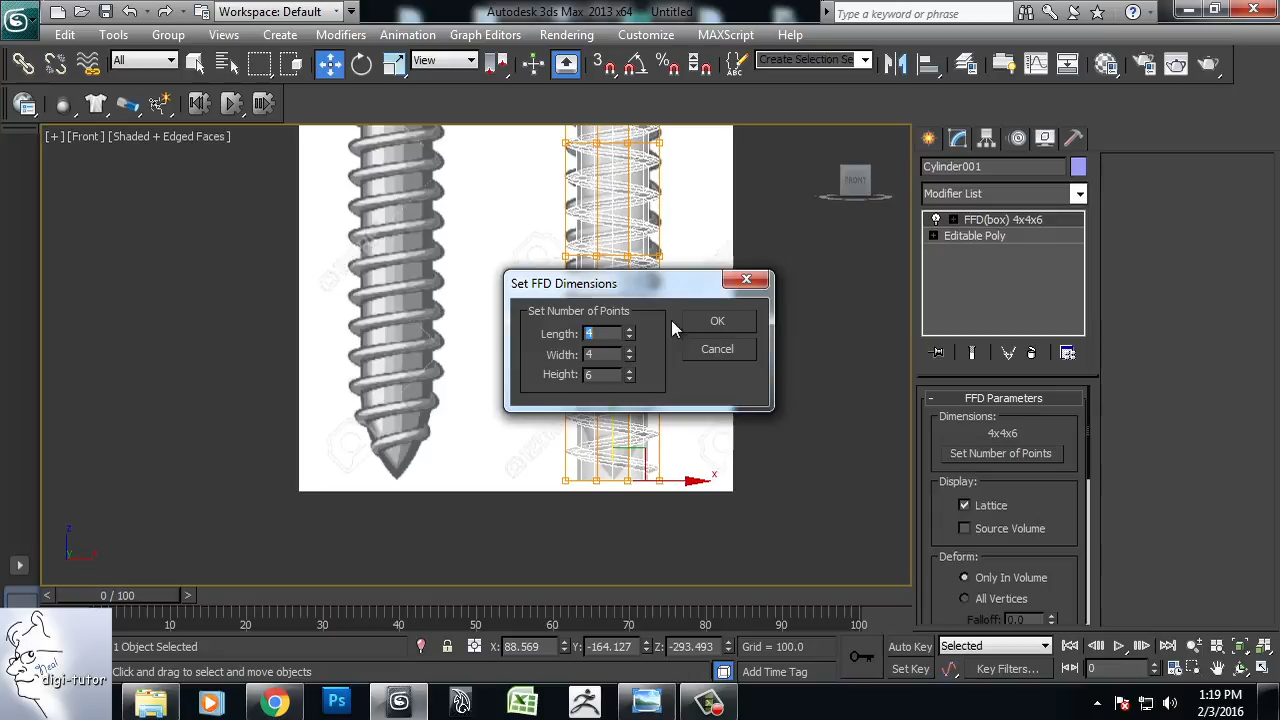 Workspace: Default
Autodesk 3ds Max 2013 x64
Untitled
Type a keyword or phrase
Edit
Tools
Group
Views
Create
Modifiers
Animation
Graph Editors
Rendering
Customize
MAXScript
Help
All
View
3
Create Selection Se
[+] [Front] [Shaded + Edged Faces]
FRONT
Cylinder001
Modifier List
FFD(box) 4x4x6
Editable Poly
Set FFD Dimensions
Set Number of Points
Length: 4
Width: 4
Height: 6
OK
Cancel
- FFD Parameters
Dimensions:
4x4x6
Set Number of Points
Display:
Lattice
Source Volume
Deform:
Only In Volume
All Vertices
Falloff: 0,0
x
z
y
< 0 / 100 >
10 20 30 40 50 60 70 80 90 100
1 Object Selected
X: 88.569 Y: -164.127 Z: -293.493 Grid = 100.0
Auto Key Selected
Click and drag to select and move objects
Add Time Tag
Set Key Key Filters... 0
Neal
digi-tutor
Ps
1:19 PM
2/3/2016